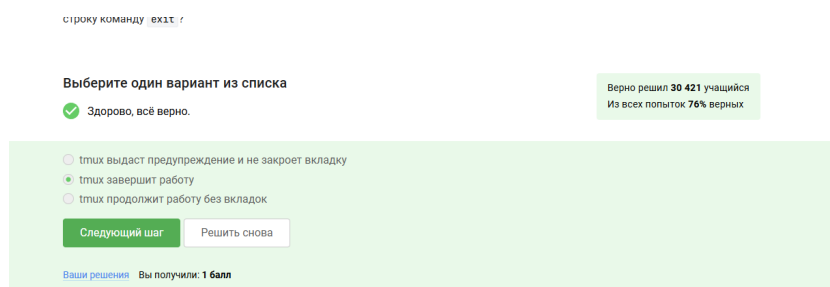 строку команду exit ?
Выберите один вариант из списка
Здорово, всё верно.
Верно решил 30 421 учащийся
Из всех попыток 76% верных
tmux выдаст предупреждение и не закроет вкладку
tmux завершит работу
tmux продолжит работу без вкладок
Следующий шаг
Решить снова
Ваши решения Вы получили: 1 балл